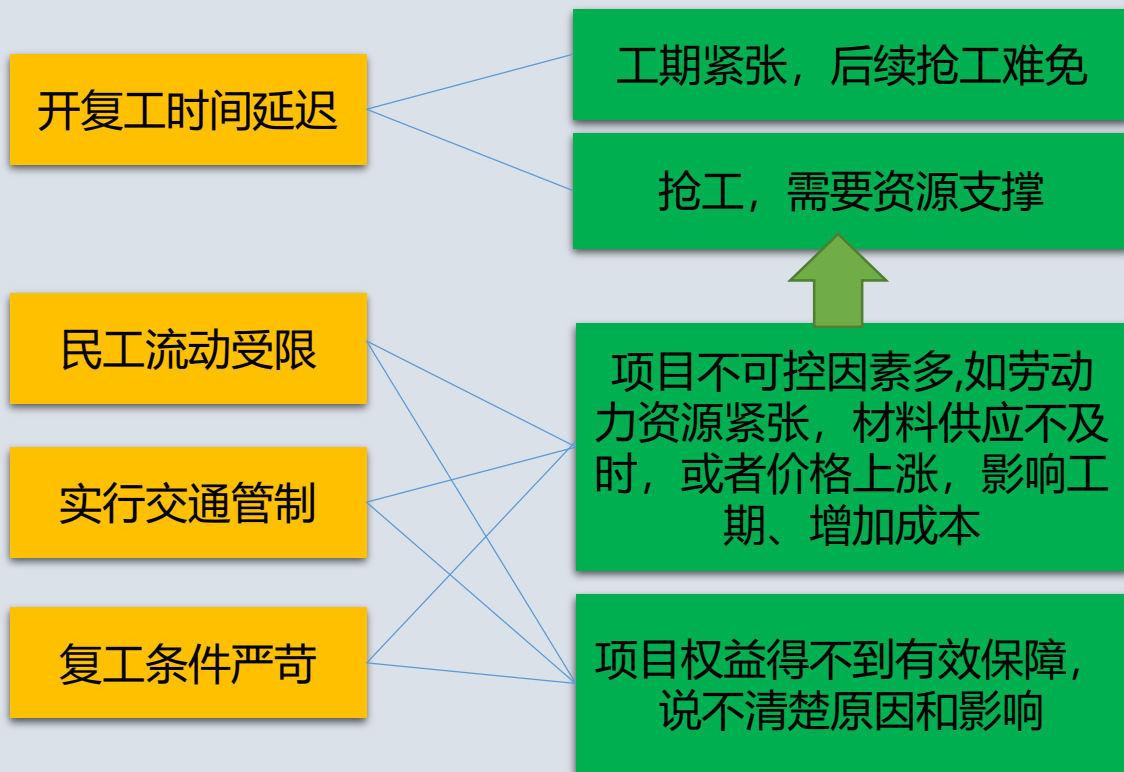 开复工时间延迟
工期紧张，后续抢工难免
抢工，需要资源支撑
民工流动受限
实行交通管制
复工条件严苛
项目不可控因素多,如劳动
力资源紧张，材料供应不及
时，或者价格上涨，影响工
期、增加成本
项目权益得不到有效保障，
说不清楚原因和影响